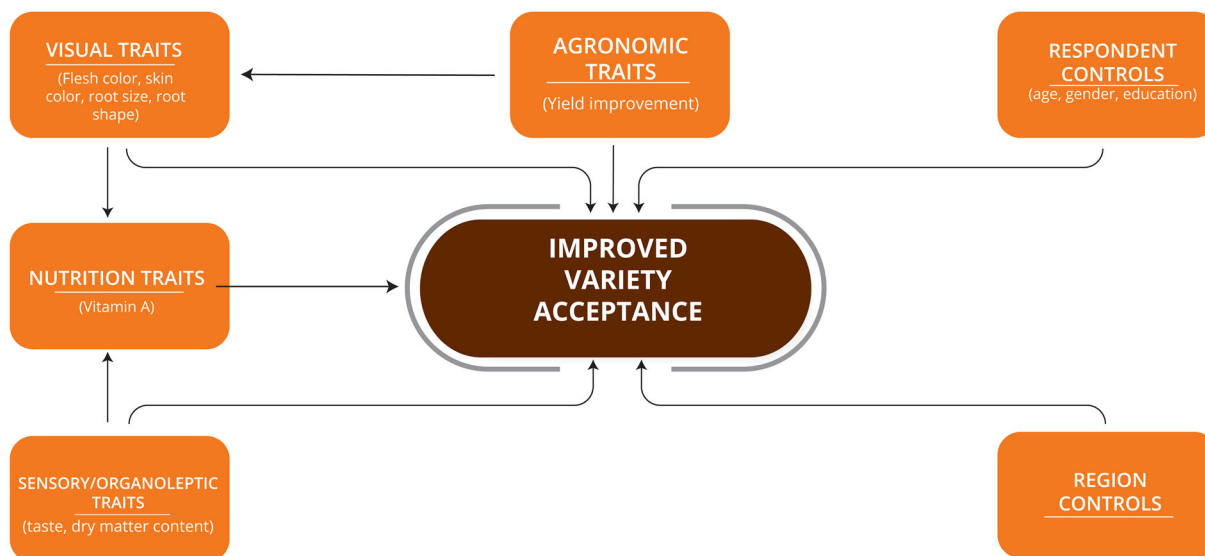 VISUAL TRAITS
(Flesh color, skin
color, root size, root
shape)
AGRONOMIC
TRAITS
(Yield improvement)
RESPONDENT
CONTROLS
(age, gender, education)
NUTRITION TRAITS
(Vitamin A)
IMPROVED
VARIETY
ACCEPTANCE
SENSORY/ORGANOLEPTIC
TRAITS
(taste, dry matter content)
REGION
CONTROLS